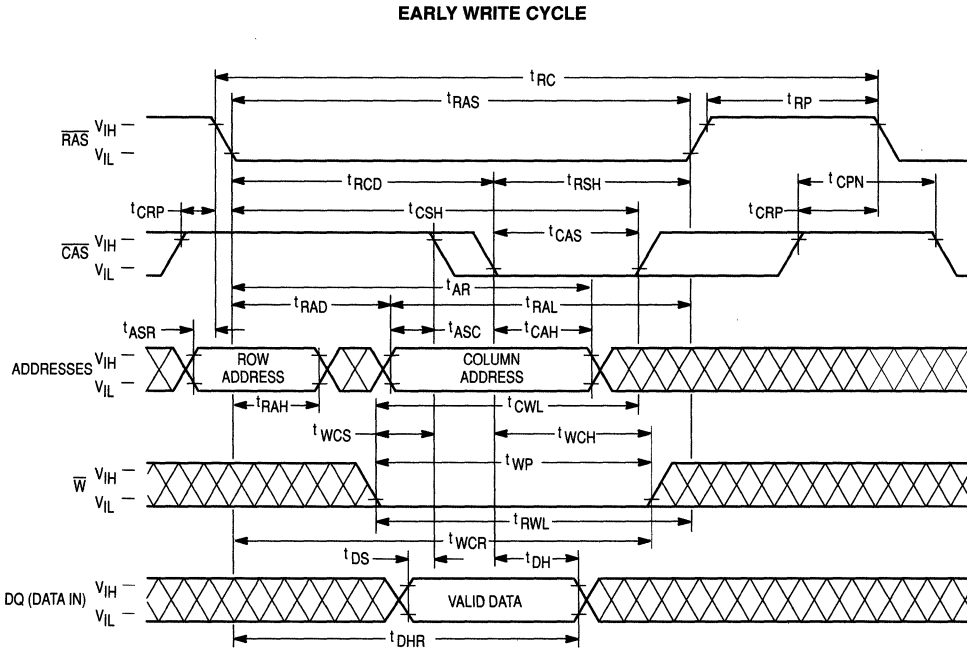 EARLY WRITE CYCLE
tRC
tRAS
tRP
RAS VIH
VIL
tRCD
tRSH
tCPN
tCRP
tCSH
tCRP
tCAS
CAS VIH
VIL
tAR
tRAD
tRAL
tASR
tASC
tCAH
ADDRESSES VIH
VIL
ROW
ADDRESS
COLUMN
ADDRESS
tRAH
tCWL
tWCS
tWCH
tWP
W VIH
VIL
tRWL
tWCR
tDS
tDH
DQ (DATA IN) VIH
VIL
VALID DATA
tDHR